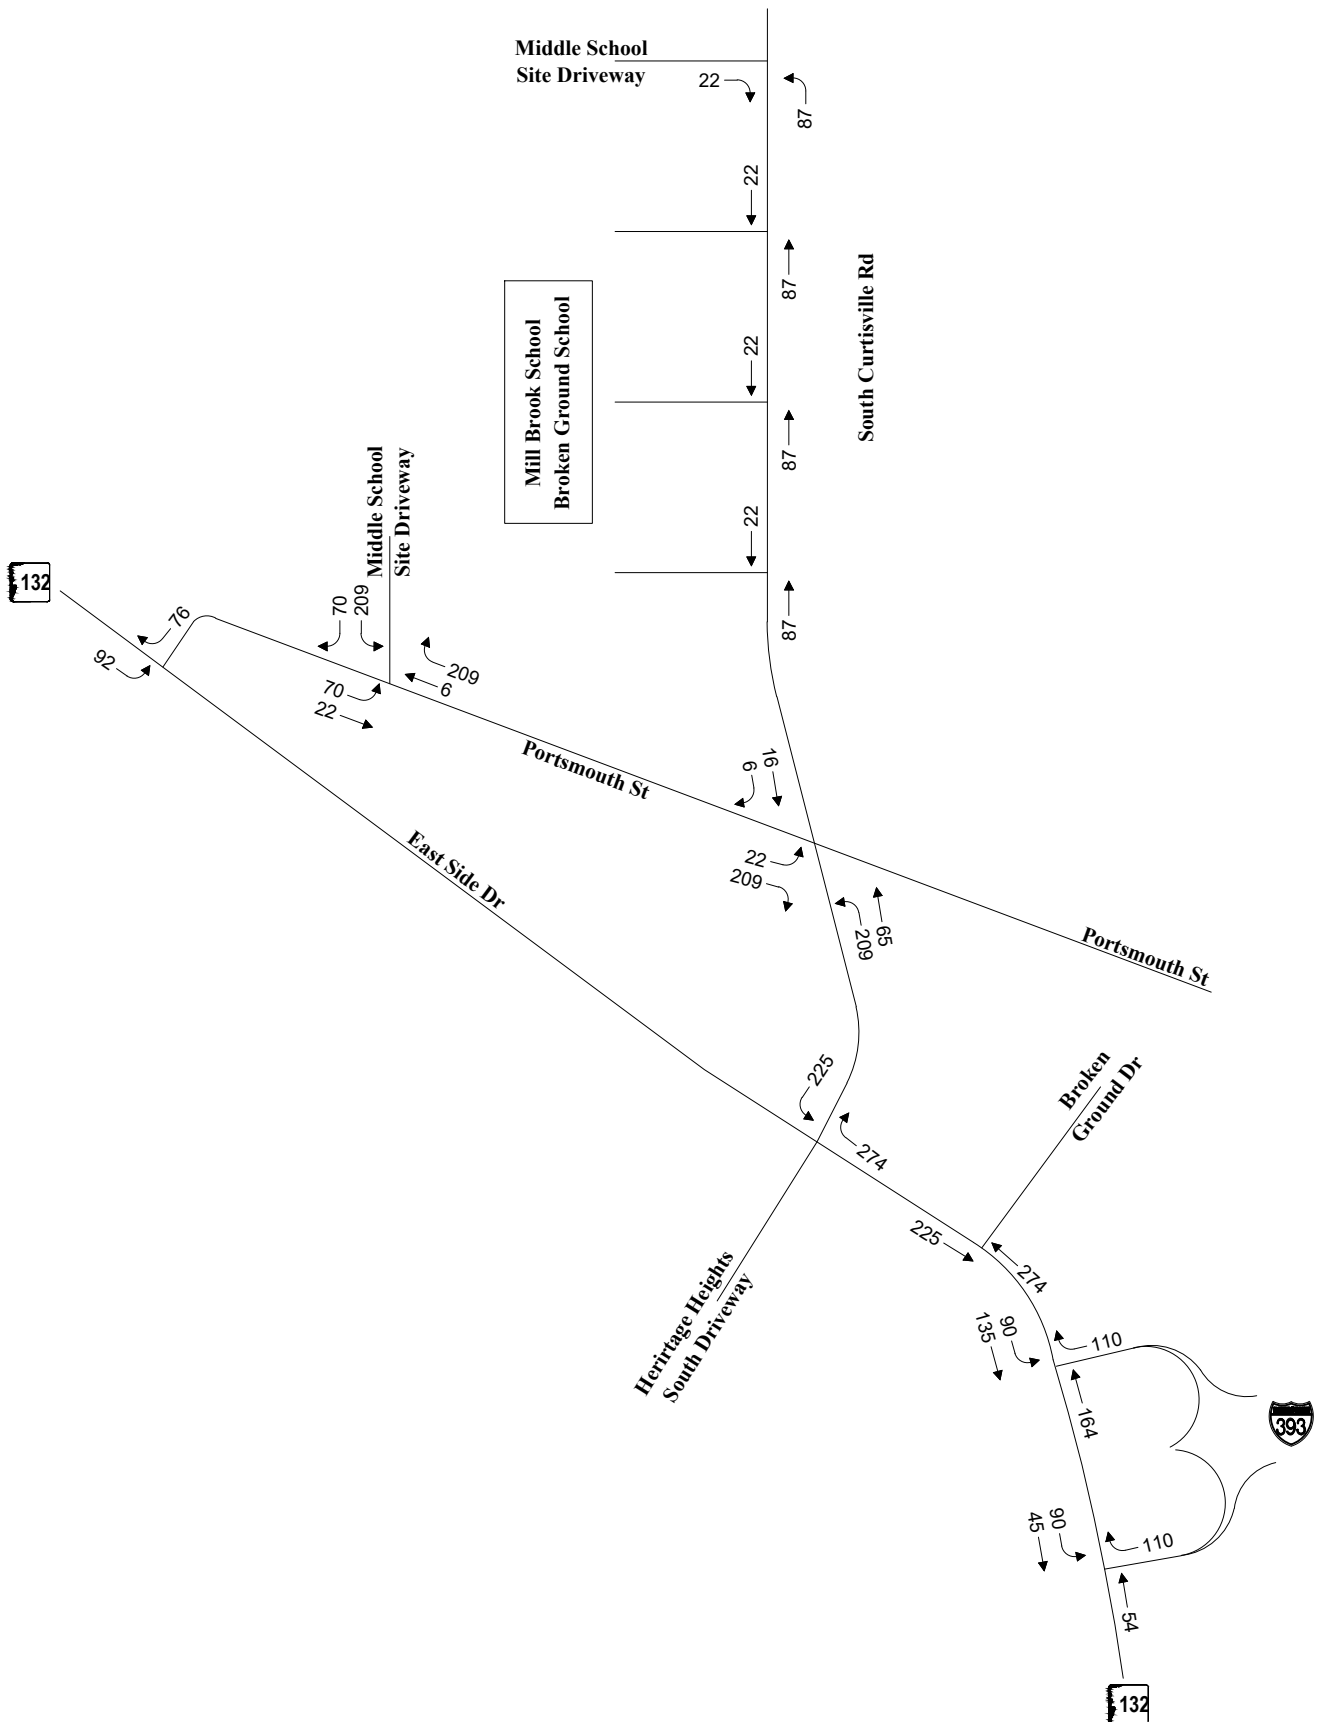 Middle School
Site Driveway
22
87
22
87
South Curtisville Rd
Mill Brook School
Broken Ground School
22
87
22
87
Middle School
Site Driveway
132
76
92
70
209
209
6
70
22
Portsmouth St
16
6
22
209
65
209
East Side Dr
Portsmouth St
225
274
Broken
Ground Dr
225
274
Herirtage Heights
South Driveway
90
135
110
164
393
90
45
110
54
132